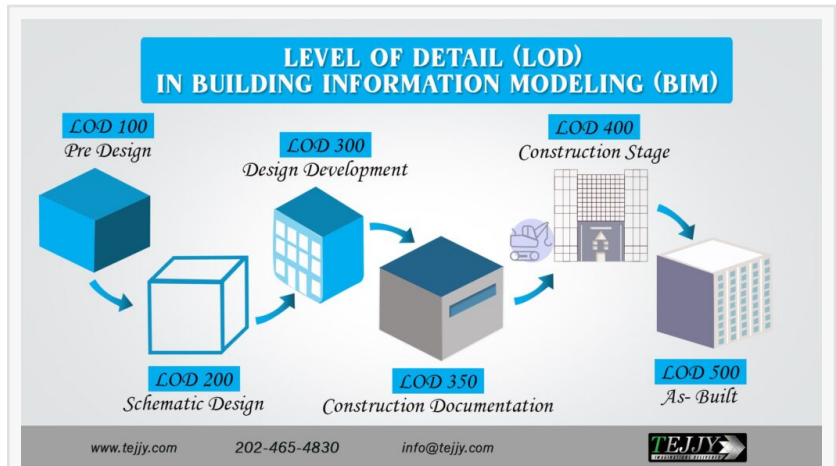 LEVEL OF DETAIL (LOD)
IN BUILDING INFORMATION MODELING (BIM)
LOD 100
Pre Design
LOD 300
Design Development
LOD 400
Construction Stage
LOD 200
Schematic Design
LOD 350
Construction Documentation
LOD 500
As- Built
www.tejjy.com
202-465-4830
info@tejjy.com
TEJJY
IMAGINATIONS DELIVERED